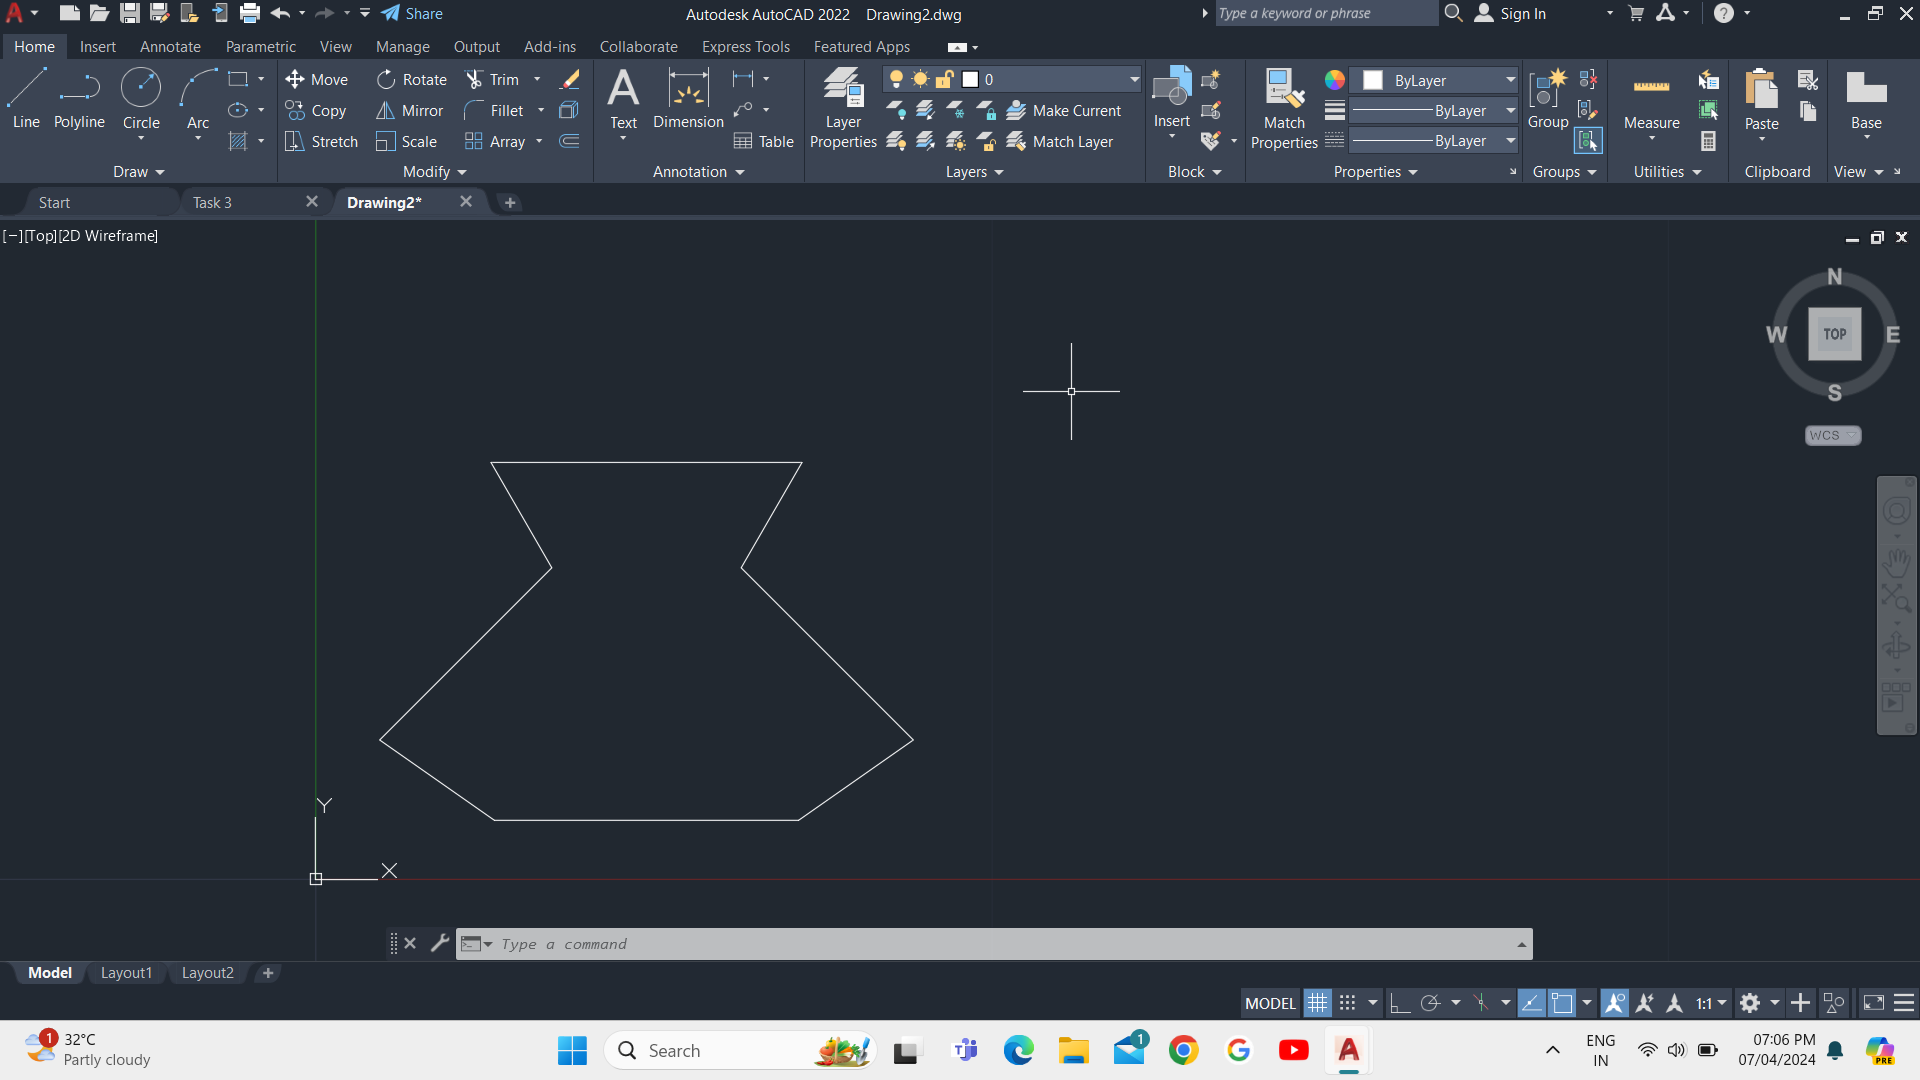 Share
Autodesk AutoCAD 2022 Drawing2.dwg
Type a keyword or phrase
Sign In
Home Insert Annotate Parametric View Manage Output Add-ins Collaborate Express Tools Featured Apps
Line Polyline Circle Arc
Move Rotate Trim
Copy Mirror Fillet
Stretch Scale Array
Text Dimension
Table
Layer Properties
0
Make Current
Match Layer
Insert
Match Properties
ByLayer
ByLayer
ByLayer
Group
Measure
Paste
Base
Draw Modify Annotation Layers Block Properties Groups Utilities Clipboard View
Start Task 3 Drawing2*
[−][Top][2D Wireframe]
N
W TOP E
S
WCS
Y
X
Type a command
Model Layout1 Layout2
MODEL 1:1
1
32°C
Partly cloudy
Search
1
ENG
IN
07:06 PM
07/04/2024
PRE